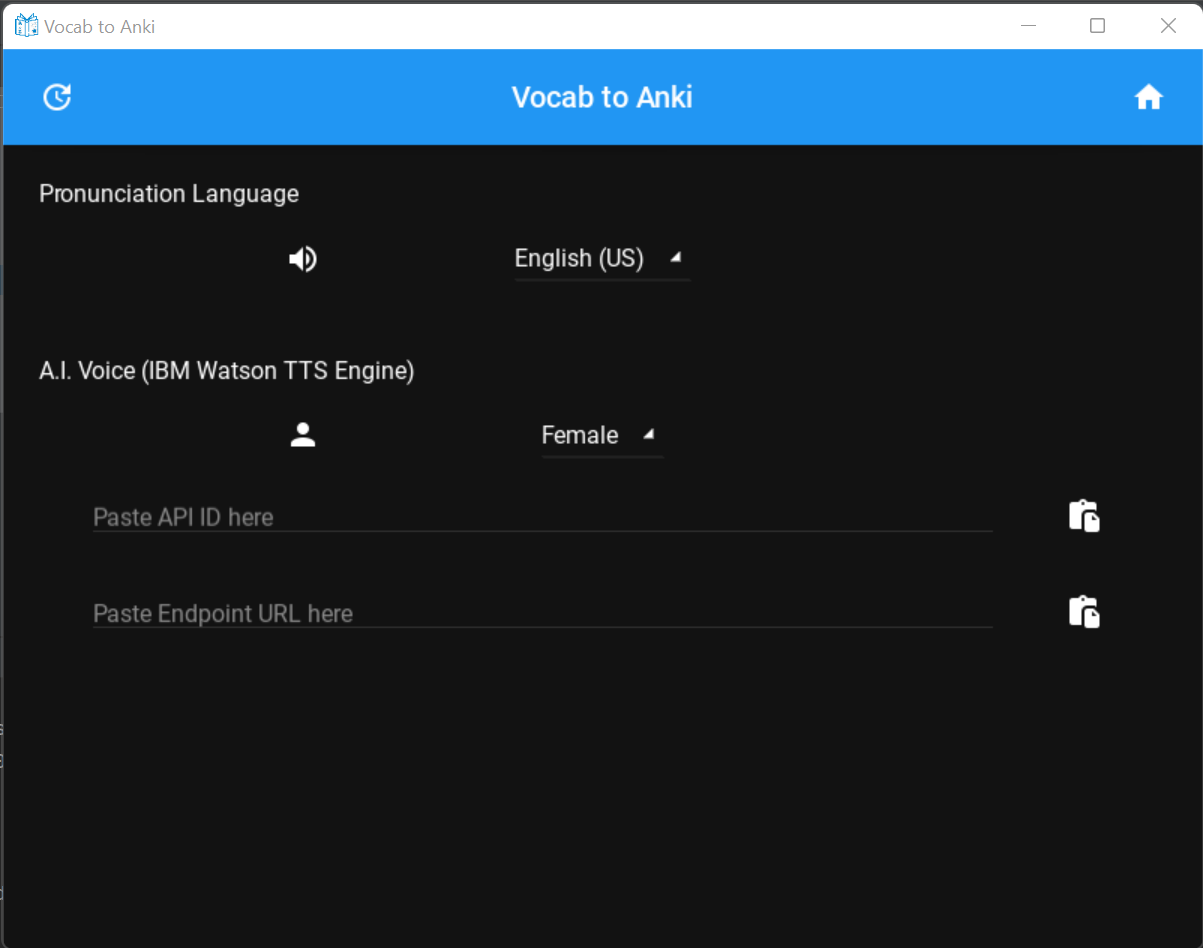 Vocab to Anki
Vocab to Anki
Pronunciation Language
English (US)
A.I. Voice (IBM Watson TTS Engine)
Female
Paste API ID here
Paste Endpoint URL here